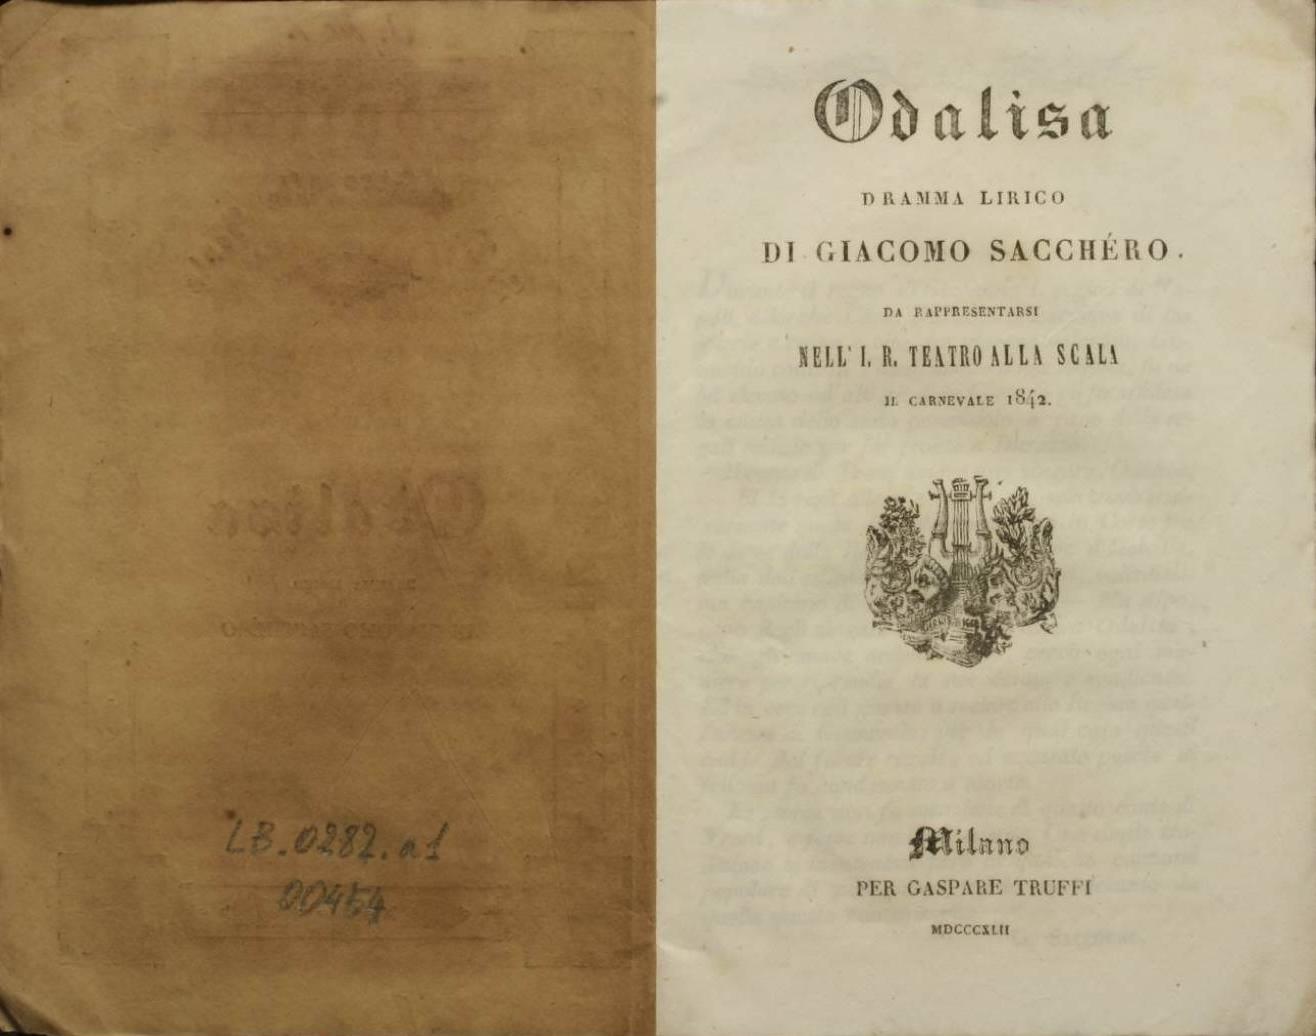 LB.0282.a1
00454
Odalisa
DRAMMA LIRICO
DI GIACOMO SACCHÉRO.
DA RAPPRESENTARSI
NELL' I. R. TEATRO ALLA SCALA
IL CARNEVALE 1842.
Milano
PER GASPARE TRUFFI
MDCCCXLII